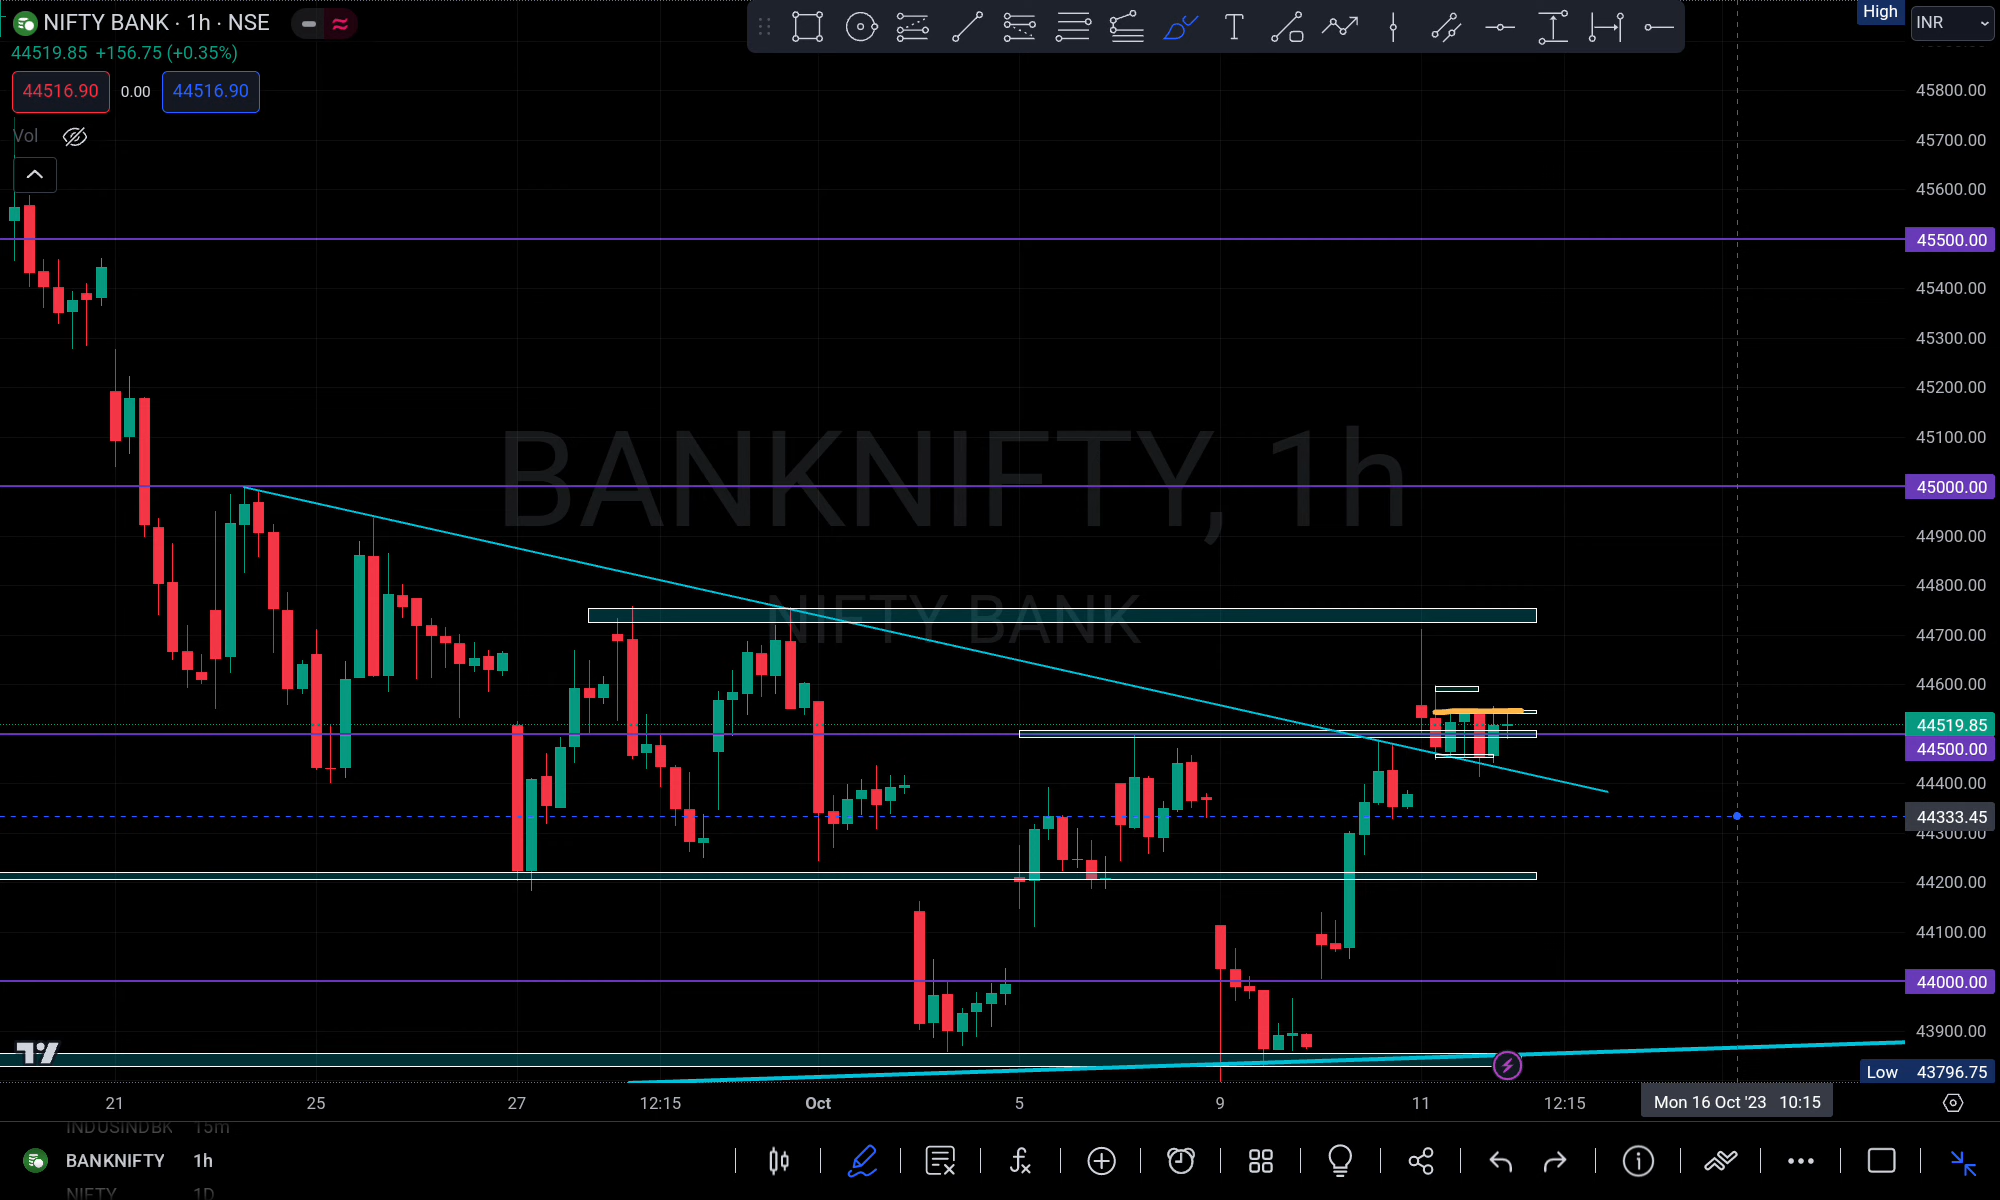 NIFTY BANK · 1h · NSE
High
INR
44519.85 +156.75 (+0.35%)
44516.90 0.00 44516.90
Vol
45800.00
45700.00
45600.00
45500.00
45400.00
45300.00
45200.00
45100.00
BANKNIFTY, 1h
45000.00
44900.00
44800.00
NIFTY BANK
44700.00
44600.00
44519.85
44500.00
44400.00
44333.45
44300.00
44200.00
44100.00
44000.00
43900.00
Low 43796.75
21 25 27 12:15 Oct 5 9 11 12:15 Mon 16 Oct '23 10:15
INDUSINDBK 15m
BANKNIFTY 1h
NIFTY 1D